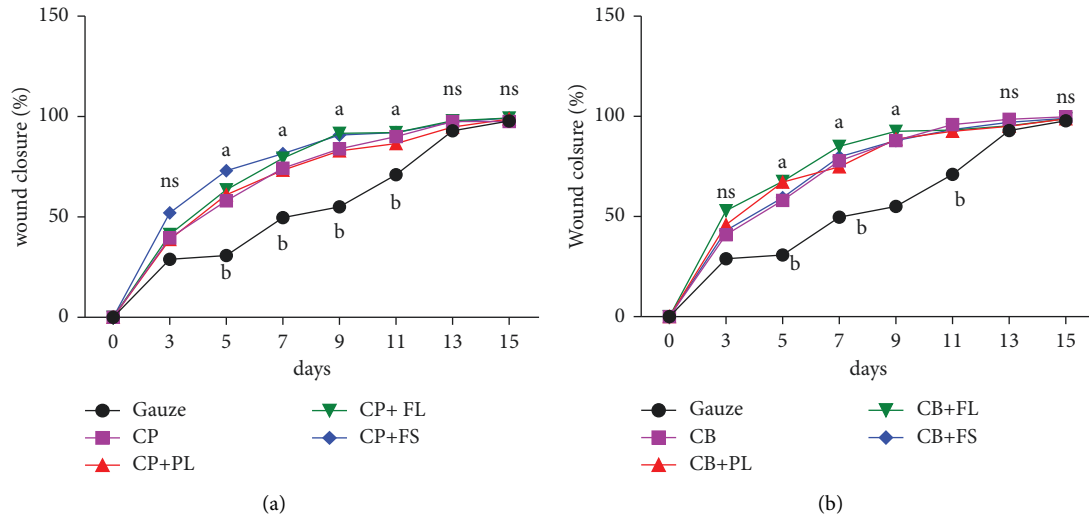 150
100
50
0
wound closure (%)
ns
a
a
a
a
ns
ns
b
b
b
b
0 3 5 7 9 11 13 15
days
Gauze
CP
CP+PL
CP+ FL
CP+FS
(a)
150
100
50
0
Wound colsure (%)
ns
a
a
a
ns
ns
b
b
b
b
0 3 5 7 9 11 13 15
days
Gauze
CB
CB+PL
CB+FL
CB+FS
(b)